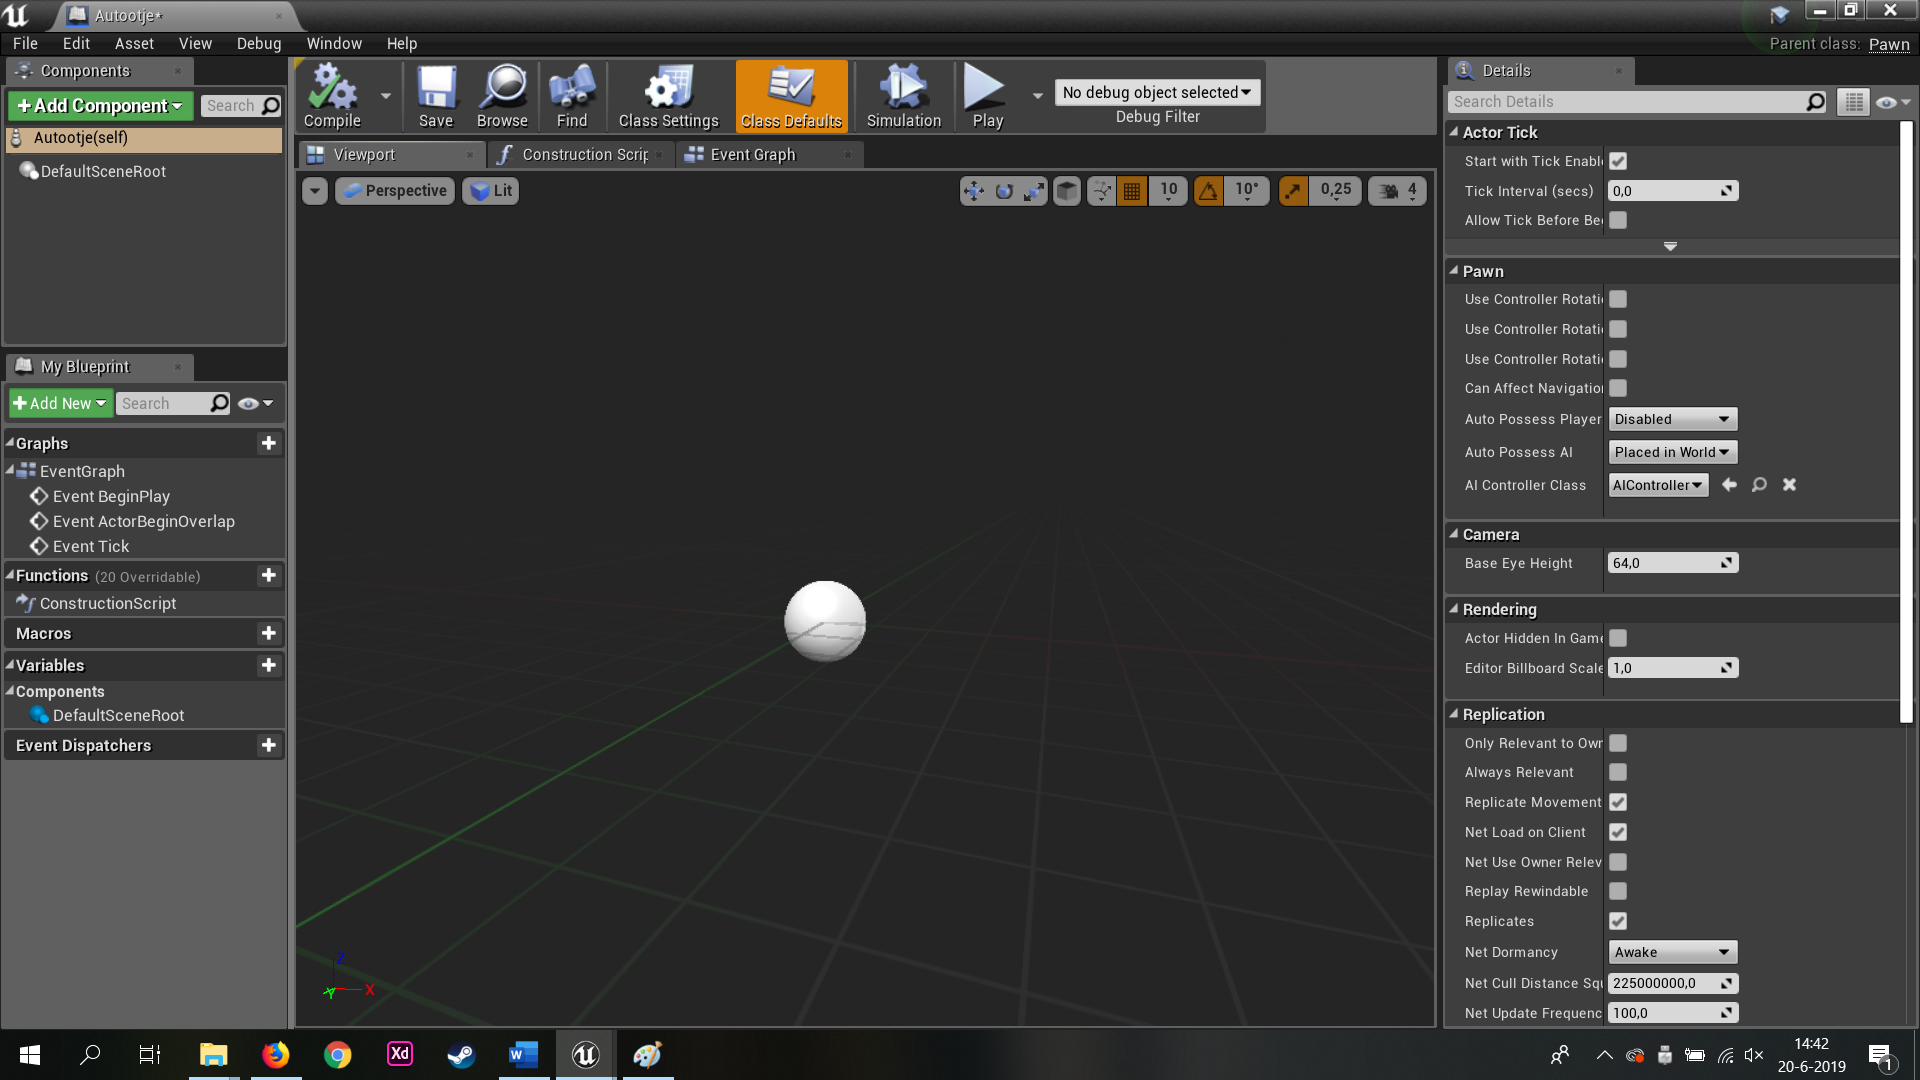 Autootje*
File Edit Asset View Debug Window Help
Parent class: Pawn
Components
+Add Component
Search
Autootje(self)
DefaultSceneRoot
My Blueprint
+Add New
Search
Graphs
EventGraph
Event BeginPlay
Event ActorBeginOverlap
Event Tick
Functions (20 Overridable)
ConstructionScript
Macros
Variables
Components
DefaultSceneRoot
Event Dispatchers
Compile Save Browse Find Class Settings Class Defaults Simulation Play
No debug object selected
Debug Filter
Viewport Construction Scrip Event Graph
Perspective Lit
10 10° 0,25 4
Z
X
Y
Details
Search Details
Actor Tick
Start with Tick Enabl
Tick Interval (secs) 0,0
Allow Tick Before Be
Pawn
Use Controller Rotati
Use Controller Rotati
Use Controller Rotati
Can Affect Navigation
Auto Possess Player Disabled
Auto Possess AI Placed in World
AI Controller Class AIController
Camera
Base Eye Height 64,0
Rendering
Actor Hidden In Game
Editor Billboard Scale 1,0
Replication
Only Relevant to Owr
Always Relevant
Replicate Movement
Net Load on Client
Net Use Owner Relev
Replay Rewindable
Replicates
Net Dormancy Awake
Net Cull Distance Squ 225000000,0
Net Update Frequenc 100,0
Xd
W
14:42
20-6-2019
1